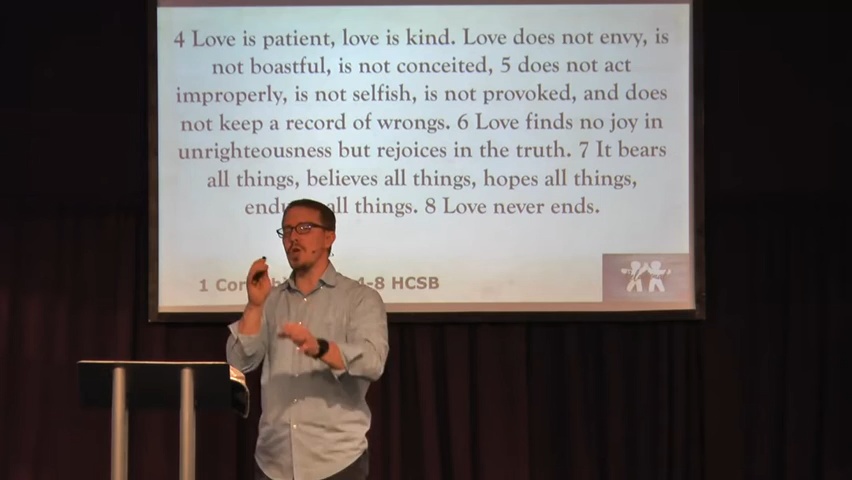 4 Love is patient, love is kind. Love does not envy, is
not boastful, is not conceited, 5 does not act
improperly, is not selfish, is not provoked, and does
not keep a record of wrongs. 6 Love finds no joy in
unrighteousness but rejoices in the truth. 7 It bears
all things, believes all things, hopes all things,
all things. 8 Love never ends.
1 4-8 HCSB